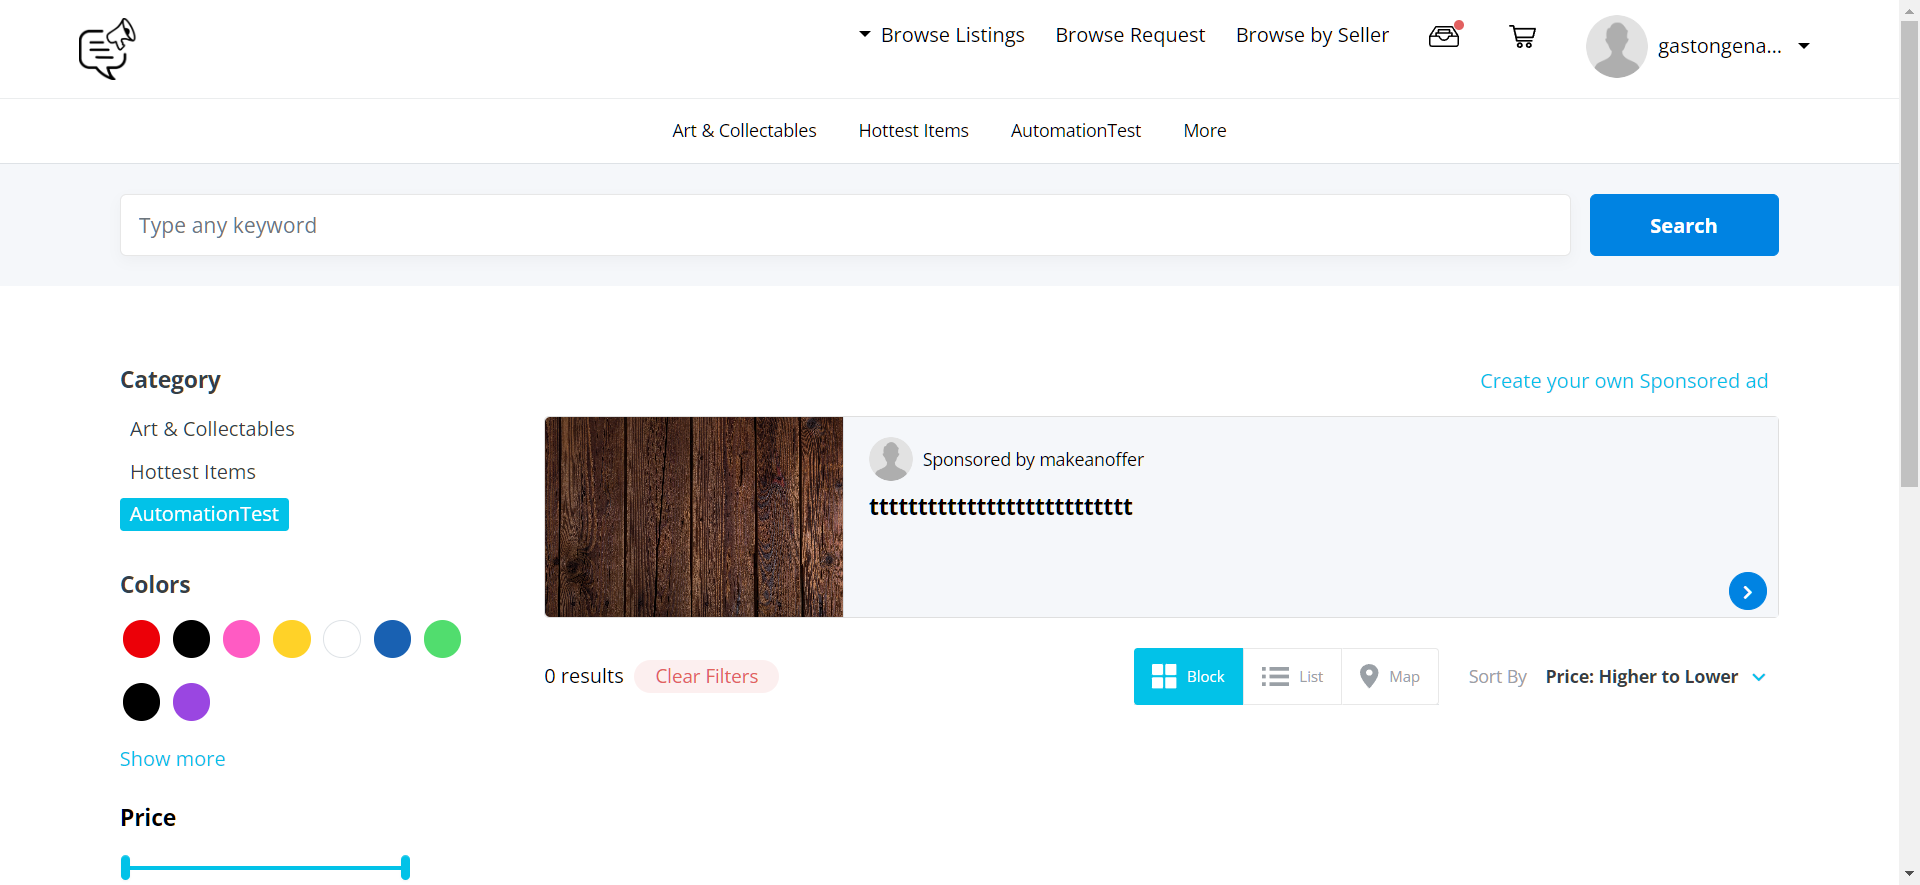 Browse Listings Browse Request Browse by Seller gastongena...
Art & Collectables Hottest Items AutomationTest More
Type any keyword Search
Category
Art & Collectables
Hottest Items
AutomationTest
Colors
Show more
Price
Create your own Sponsored ad
Sponsored by makeanoffer
ttttttttttttttttttttttttttt
0 results Clear Filters Block List Map Sort By Price: Higher to Lower